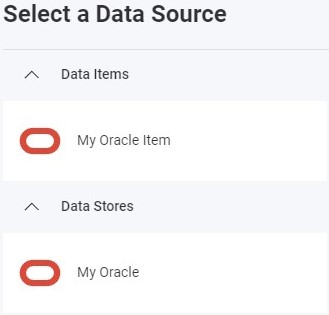 Select a Data Source
Data Items
My Oracle Item
Data Stores
My Oracle